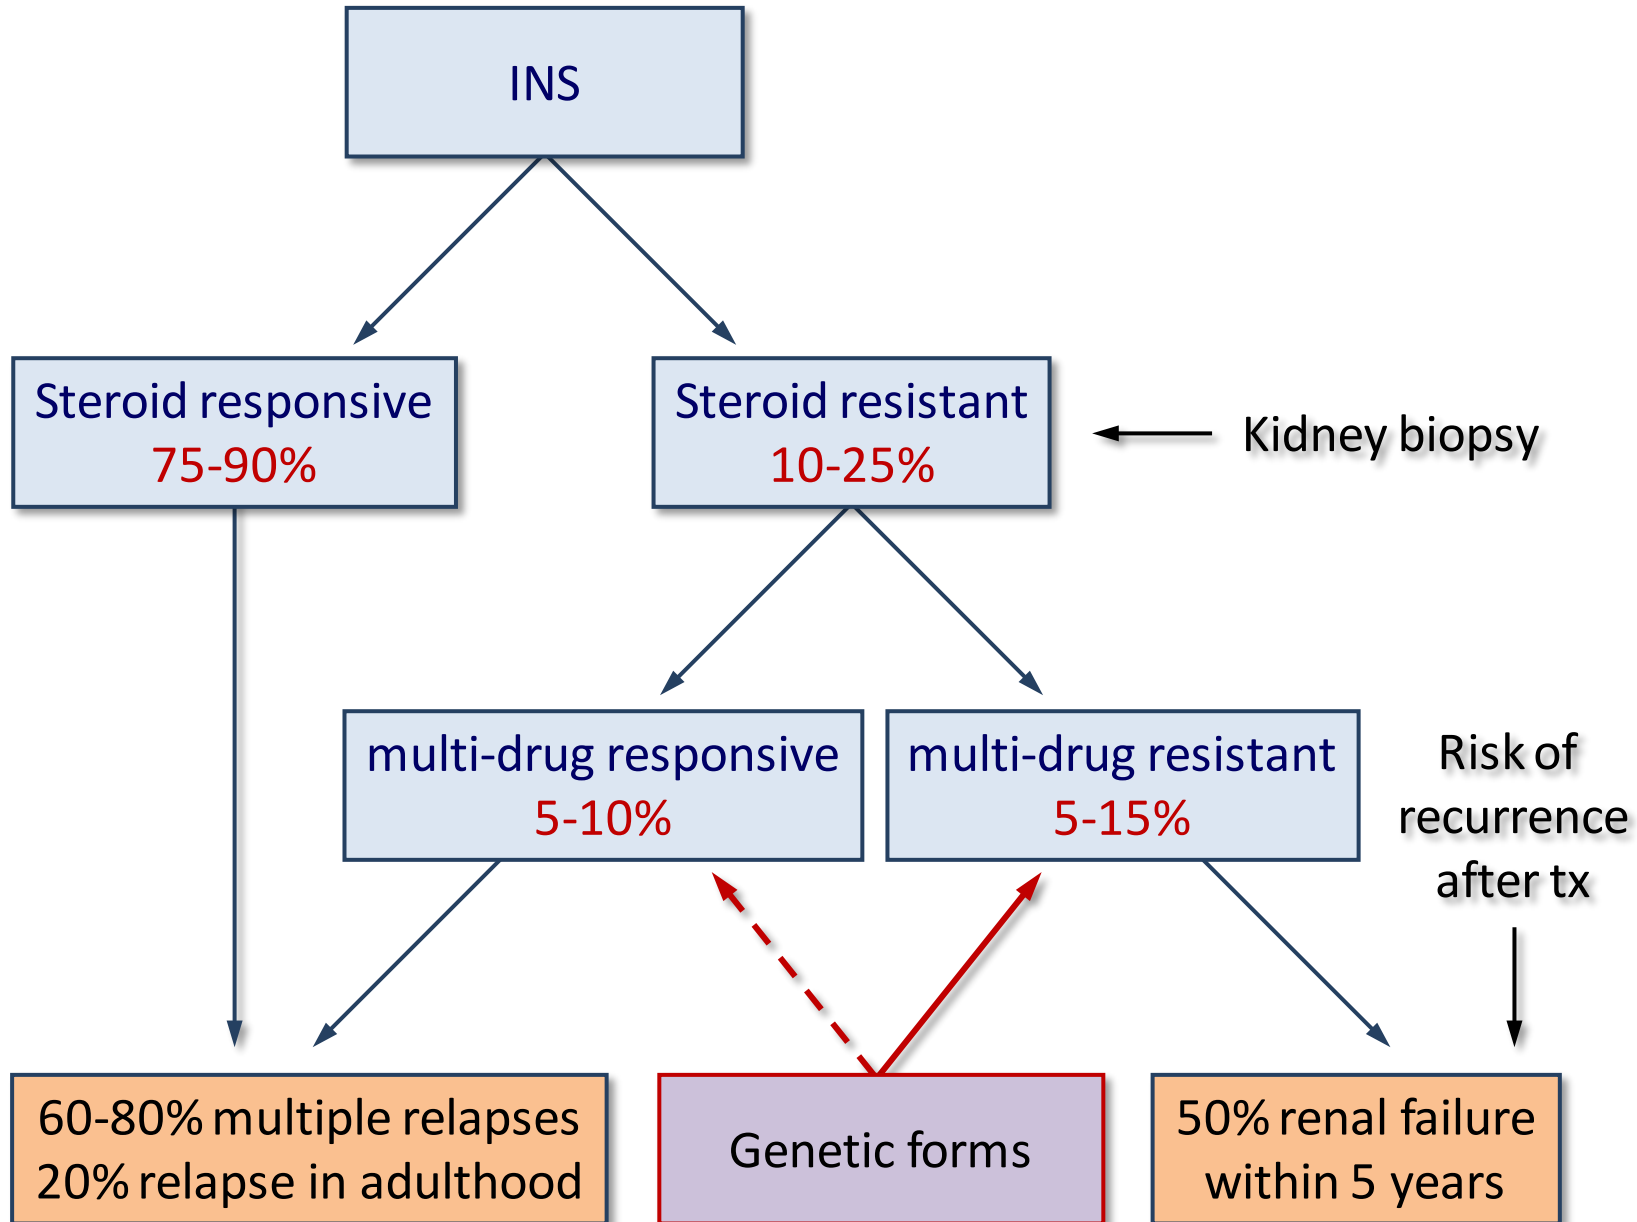 INS
Steroid responsive
75-90%
Steroid resistant
10-25%
Kidney biopsy
multi-drug responsive
5-10%
multi-drug resistant
5-15%
Risk of
recurrence
after tx
60-80% multiple relapses
20% relapse in adulthood
Genetic forms
50% renal failure
within 5 years